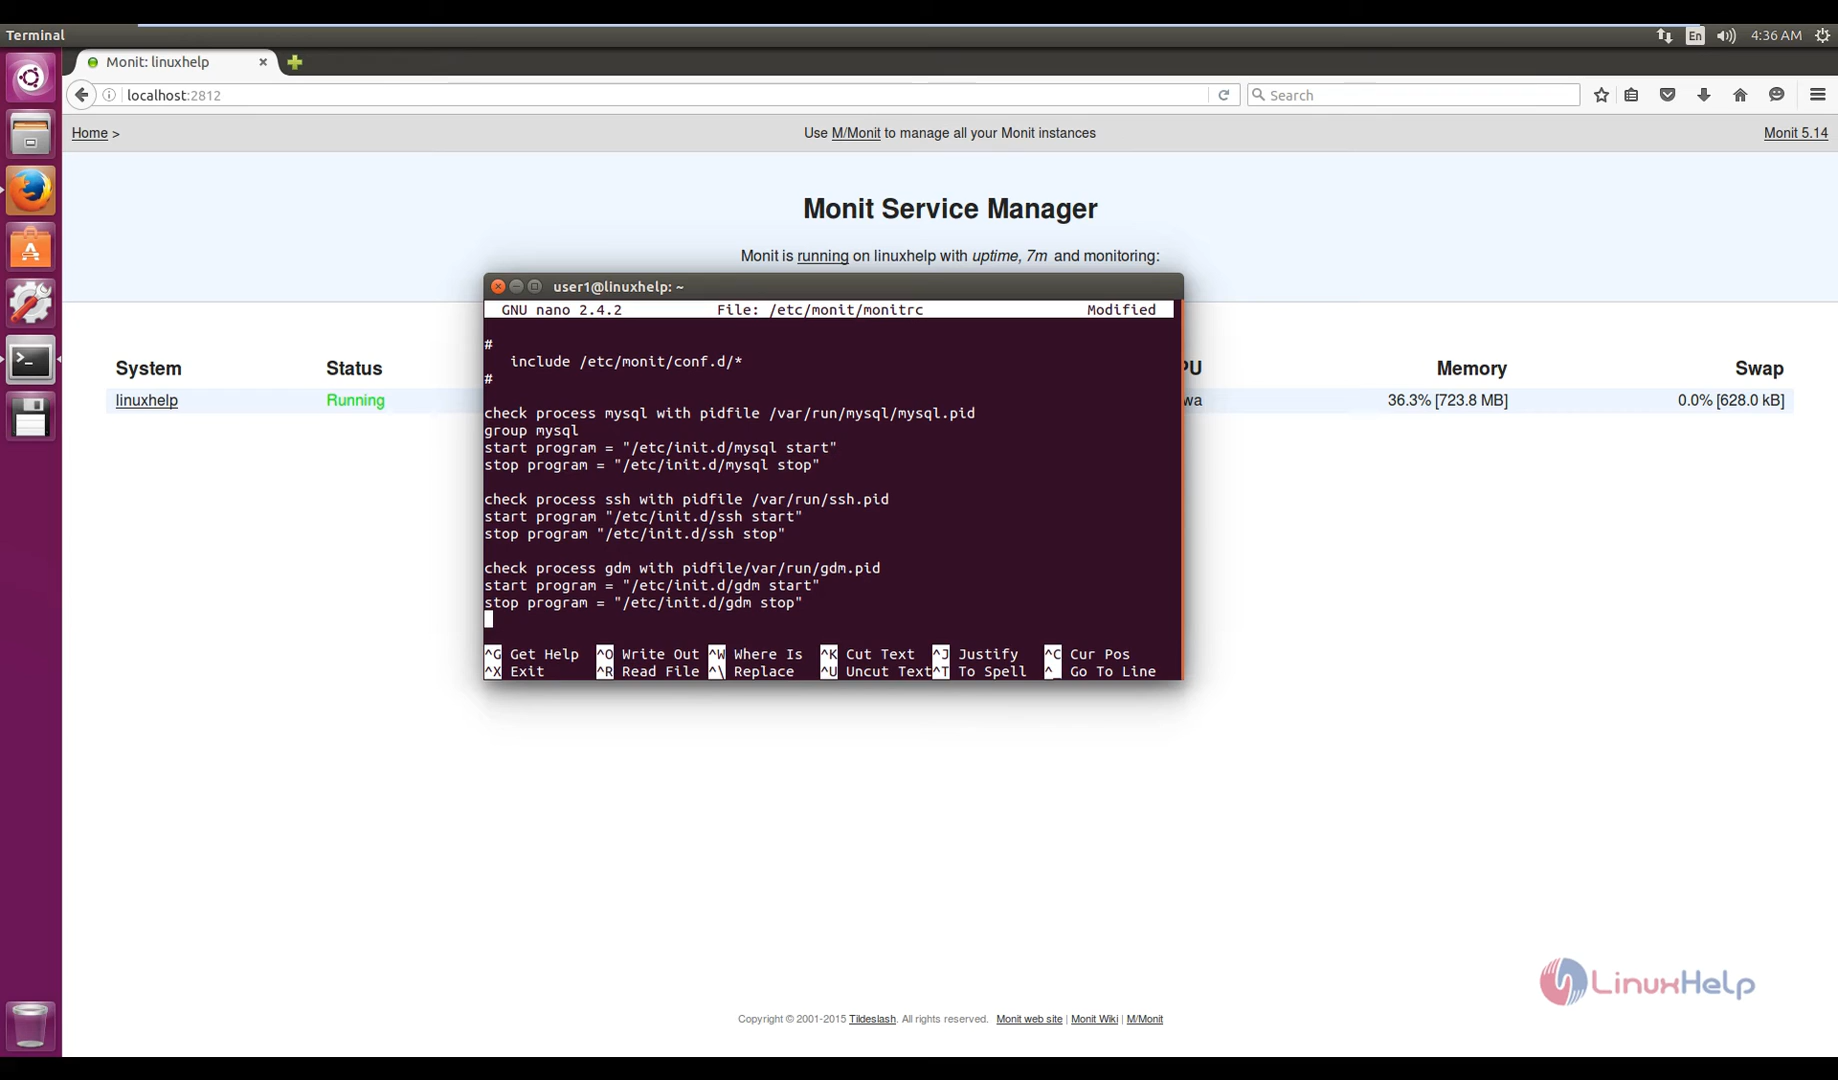 Terminal
En
4:36 AM
Monit: linuxhelp
localhost:2812
Search
Home >
Use M/Monit to manage all your Monit instances
Monit 5.14
Monit Service Manager
Monit is running on linuxhelp with uptime, 7m and monitoring:
user1@linuxhelp: ~
GNU nano 2.4.2 File: /etc/monit/monitrc Modified
#
include /etc/monit/conf.d/*
#
check process mysql with pidfile /var/run/mysql/mysql.pid
group mysql
start program = "/etc/init.d/mysql start"
stop program = "/etc/init.d/mysql stop"
check process ssh with pidfile /var/run/ssh.pid
start program "/etc/init.d/ssh start"
stop program "/etc/init.d/ssh stop"
check process gdm with pidfile/var/run/gdm.pid
start program = "/etc/init.d/gdm start"
stop program = "/etc/init.d/gdm stop"
^G Get Help ^O Write Out ^W Where Is ^K Cut Text ^J Justify ^C Cur Pos
^X Exit ^R Read File ^\ Replace ^U Uncut Text ^T To Spell ^_ Go To Line
System Status PU Memory Swap
linuxhelp Running wa 36.3% [723.8 MB] 0.0% [628.0 kB]
LinuxHelp
Copyright © 2001-2015 Tildeslash. All rights reserved. Monit web site | Monit Wiki | M/Monit